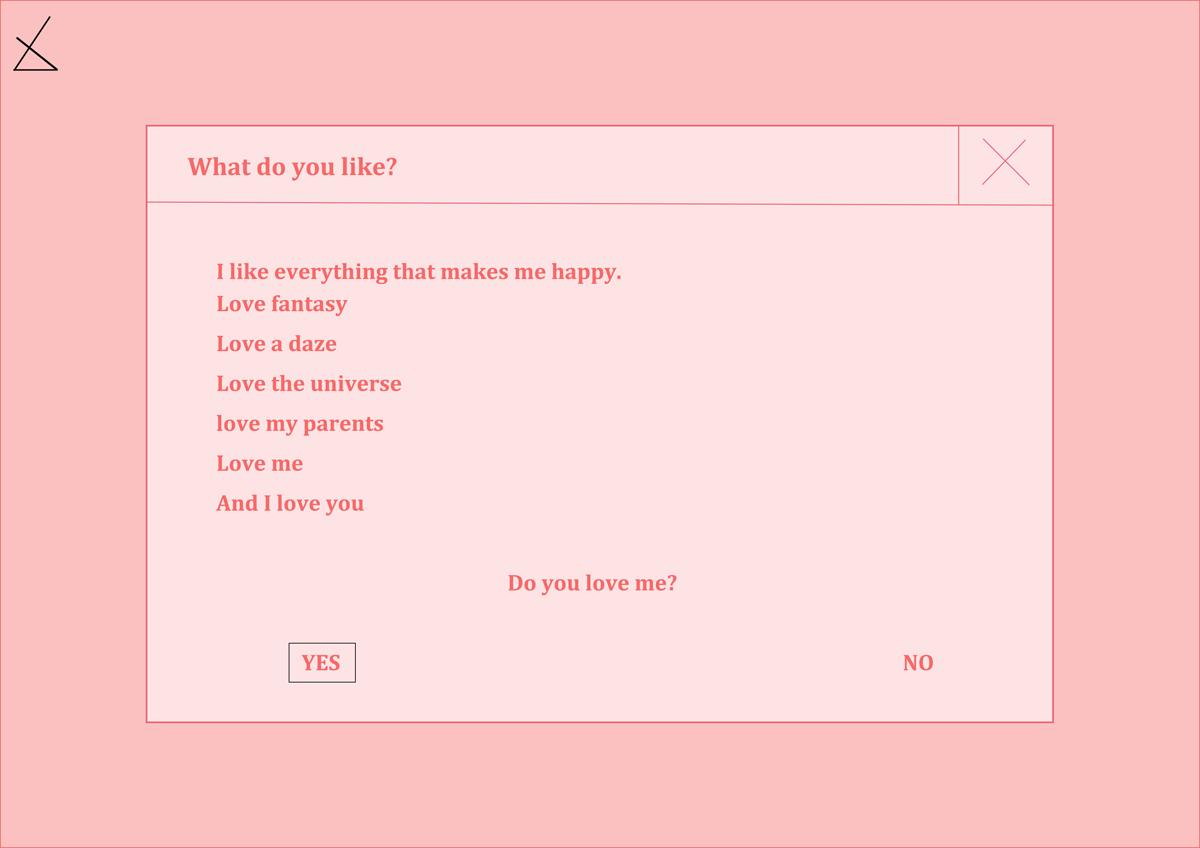 What do you like?
I like everything that makes me happy.
Love fantasy
Love a daze
Love the universe
love my parents
Love me
And I love you
Do you love me?
YES
NO